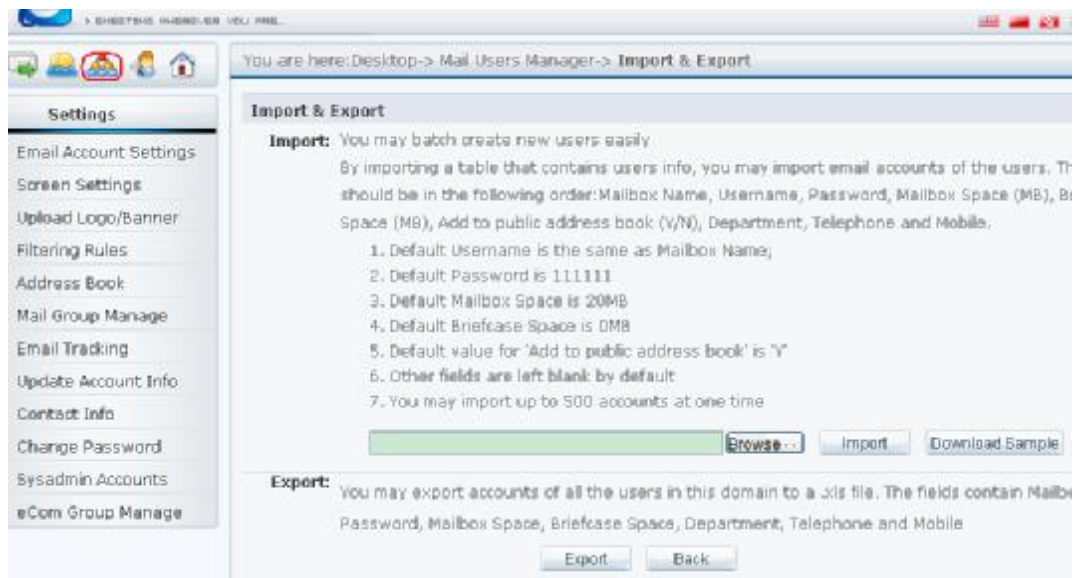 You are here:Desktop-> Mail Users Manager-> Import & Export
Settings
Email Account Settings
Screen Settings
Upload Logo/Banner
Filtering Rules
Address Book
Mail Group Manage
Email Tracking
Update Account Info
Contact Info
Change Password
Sysadmin Accounts
eCom Group Manage
Import & Export
Import: You may batch create new users easily
By importing a table that contains users info, you may import email accounts of the users.
should be in the following order:Mailbox Name, Username, Password, Mailbox Space (MB),
Space (MB), Add to public address book (Y/N), Department, Telephone and Mobile.
1. Default Username is the same as Mailbox Name;
2. Default Password is 111111
3. Default Mailbox Space is 20MB
4. Default Briefcase Space is 0MB
5. Default value for 'Add to public address book' is 'Y'
6. Other fields are left blank by default
7. You may import up to 500 accounts at one time
Browse... Import Download Sample
Export: You may export accounts of all the users in this domain to a .xls file. The fields contain
Password, Mailbox Space, Briefcase Space, Department, Telephone and Mobile
Export Back